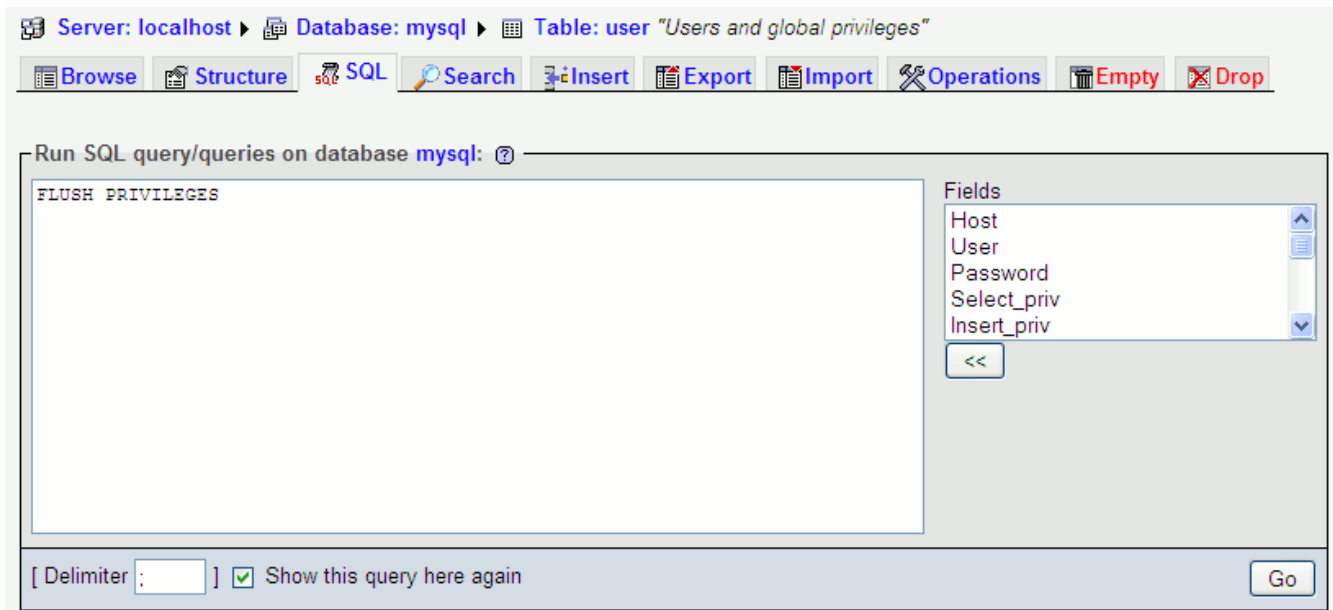 Server: localhost ▸ Database: mysql ▸ Table: user "Users and global privileges"
Browse Structure SQL Search Insert Export Import Operations Empty Drop
Run SQL query/queries on database mysql:
FLUSH PRIVILEGES
Fields
Host
User
Password
Select_priv
Insert_priv
<<
[ Delimiter ; ] Show this query here again
Go